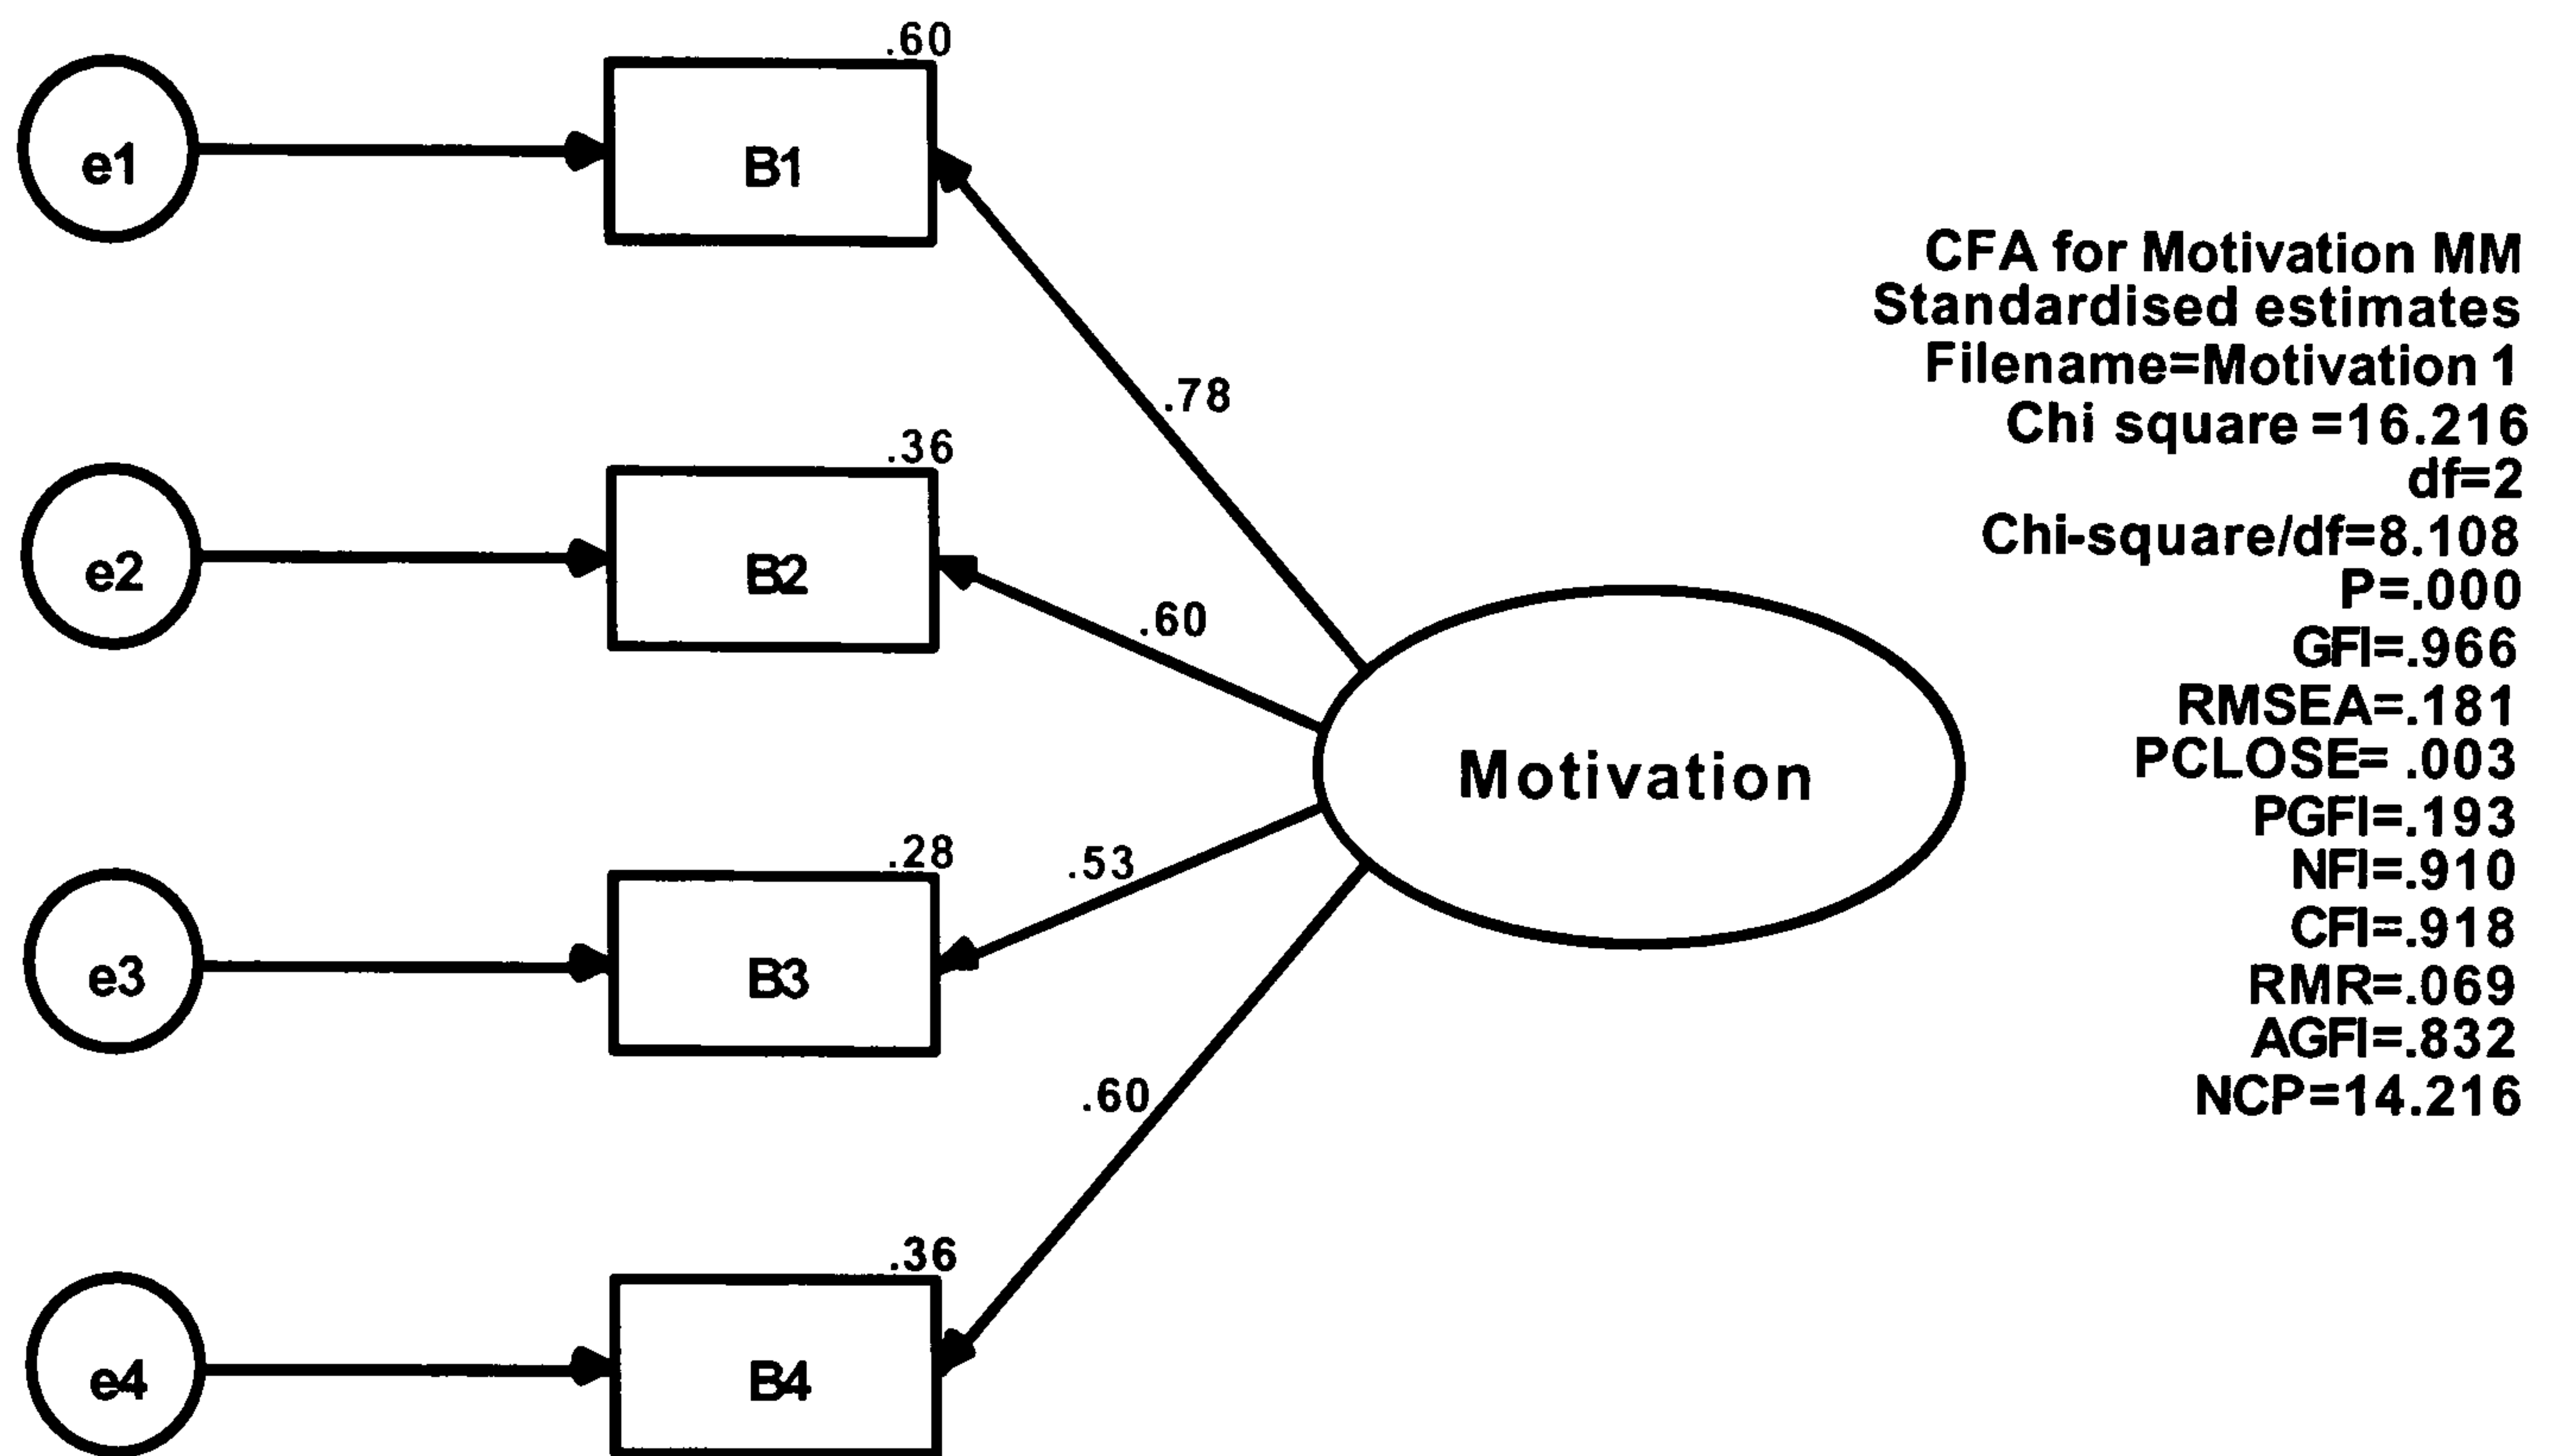 .60
e1
B1
.78
.36
e2
B2
.60
.28
e3
B3
.53
.36
e4
B4
.60
Motivation
CFA for Motivation MM
Standardised estimates
Filename=Motivation 1
Chi square =16.216
df=2
Chi-square/df=8.108
P=.000
GFI=.966
RMSEA=.181
PCLOSE= .003
PGFI=.193
NFI=.910
CFI=.918
RMR=.069
AGFI=.832
NCP=14.216